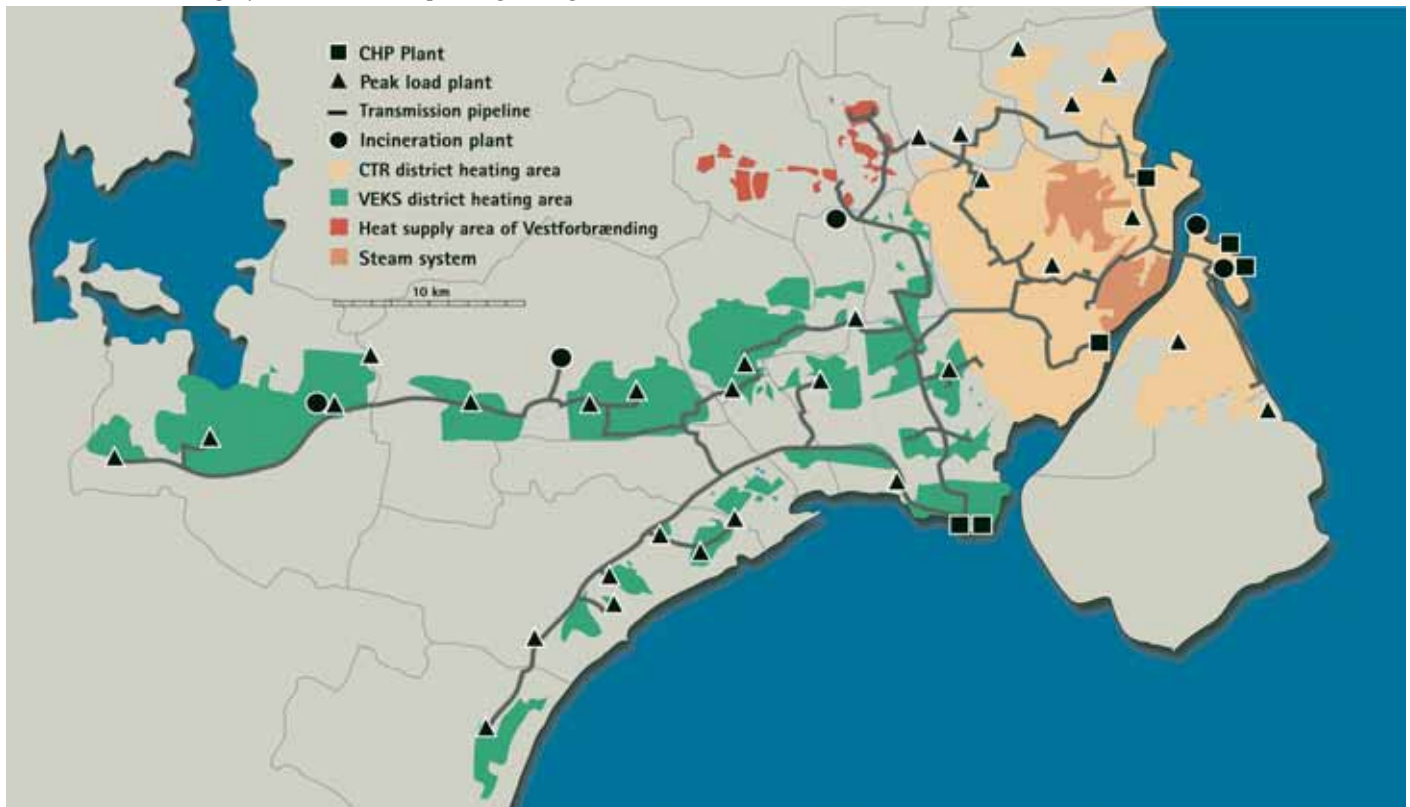 CHP Plant
Peak load plant
Transmission pipeline
Incineration plant
CTR district heating area
VEKS district heating area
Heat supply area of Vestforbrænding
Steam system
10 km